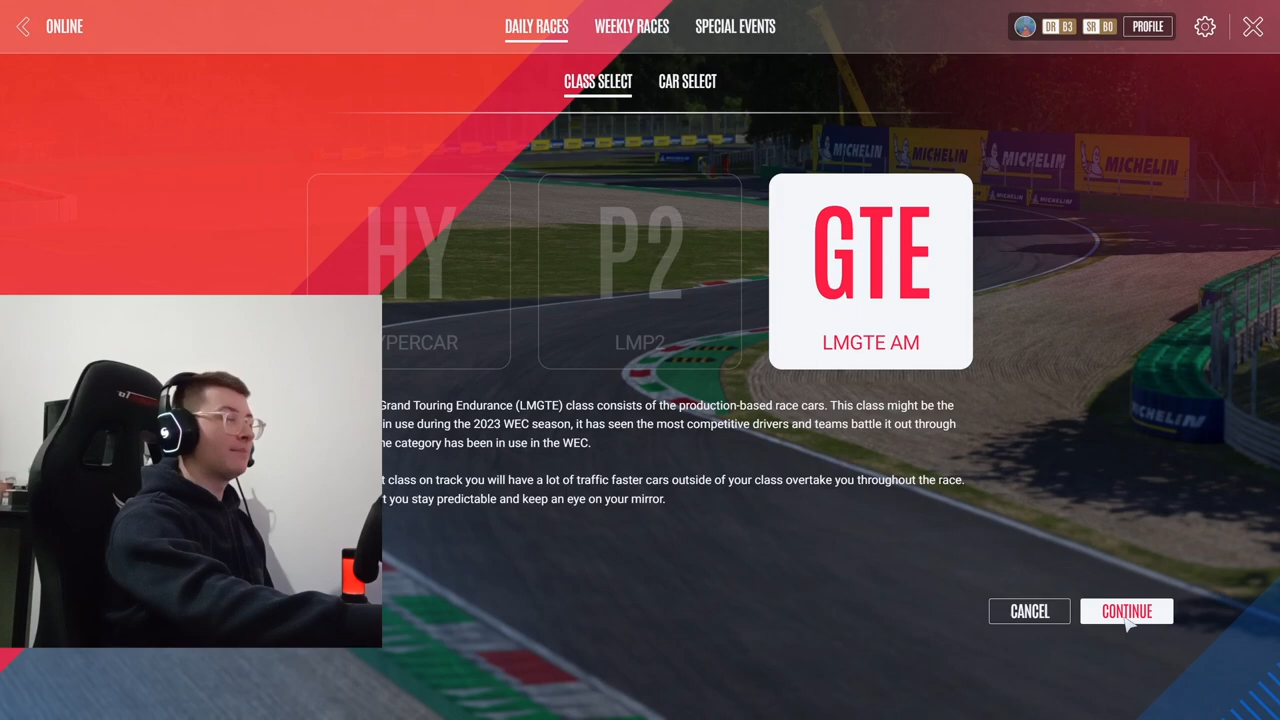 ONLINE
DAILY RACES
WEEKLY RACES
SPECIAL EVENTS
DR B3
SR B0
PROFILE
CLASS SELECT
CAR SELECT
MICHELIN
MICHELIN
MICHELIN
MICHELIN
HY
P2
GTE
YPERCAR
LMP2
LMGTE AM
Grand Touring Endurance (LMGTE) class consists of the production-based race cars. This class might be the
in use during the 2023 WEC season, it has seen the most competitive drivers and teams battle it out through
category has been in use in the WEC.
class on track you will have a lot of traffic faster cars outside of your class overtake you throughout the race.
you stay predictable and keep an eye on your mirror.
MICHELIN
CANCEL
CONTINUE